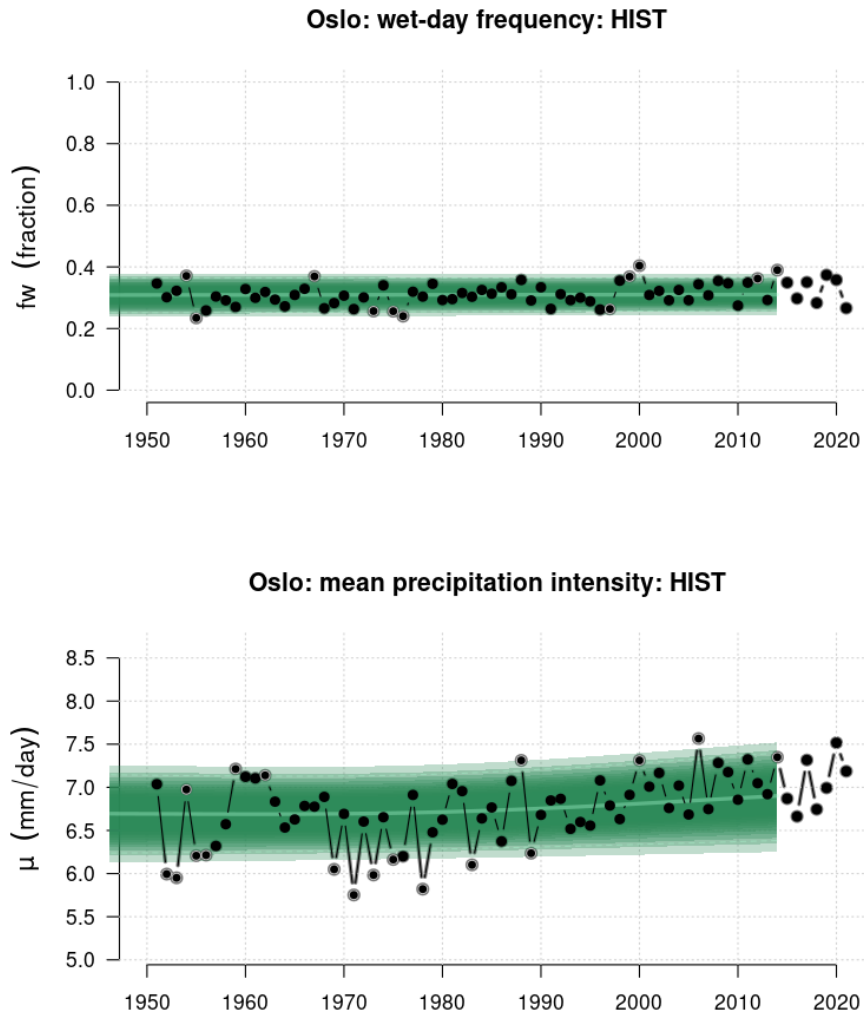 Oslo: wet-day frequency: HIST
fw (fraction)
1.0
0.8
0.6
0.4
0.2
0.0
1950 1960 1970 1980 1990 2000 2010 2020
Oslo: mean precipitation intensity: HIST
µ (mm/day)
8.5
8.0
7.5
7.0
6.5
6.0
5.5
5.0
1950 1960 1970 1980 1990 2000 2010 2020